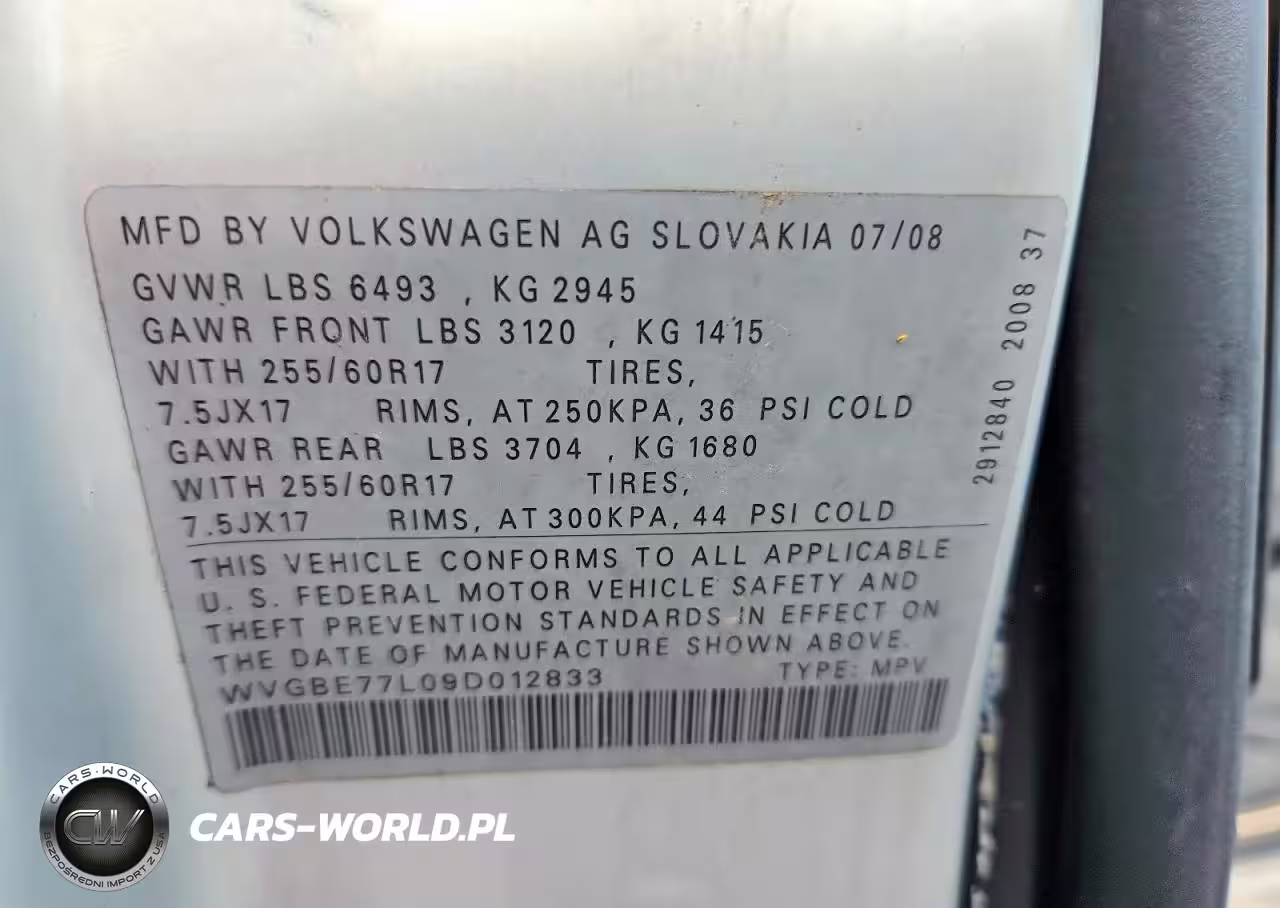 MFD BY VOLKSWAGEN AG SLOVAKIA 07/08
GVWR LBS 6493 , KG 2945
GAWR FRONT LBS 3120 , KG 1415
WITH 255/60R17 TIRES,
7.5JX17 RIMS, AT 250KPA, 36 PSI COLD
GAWR REAR LBS 3704 , KG 1680
WITH 255/60R17 TIRES,
7.5JX17 RIMS, AT 300KPA, 44 PSI COLD
THIS VEHICLE CONFORMS TO ALL APPLICABLE
U. S. FEDERAL MOTOR VEHICLE SAFETY AND
THEFT PREVENTION STANDARDS IN EFFECT ON
THE DATE OF MANUFACTURE SHOWN ABOVE.
WVGBE77L09D012833 TYPE: MPV
2912840 2008 37
CARS-WORLD
CW
BEZPOŚREDNI IMPORT Z USA
CARS-WORLD.PL